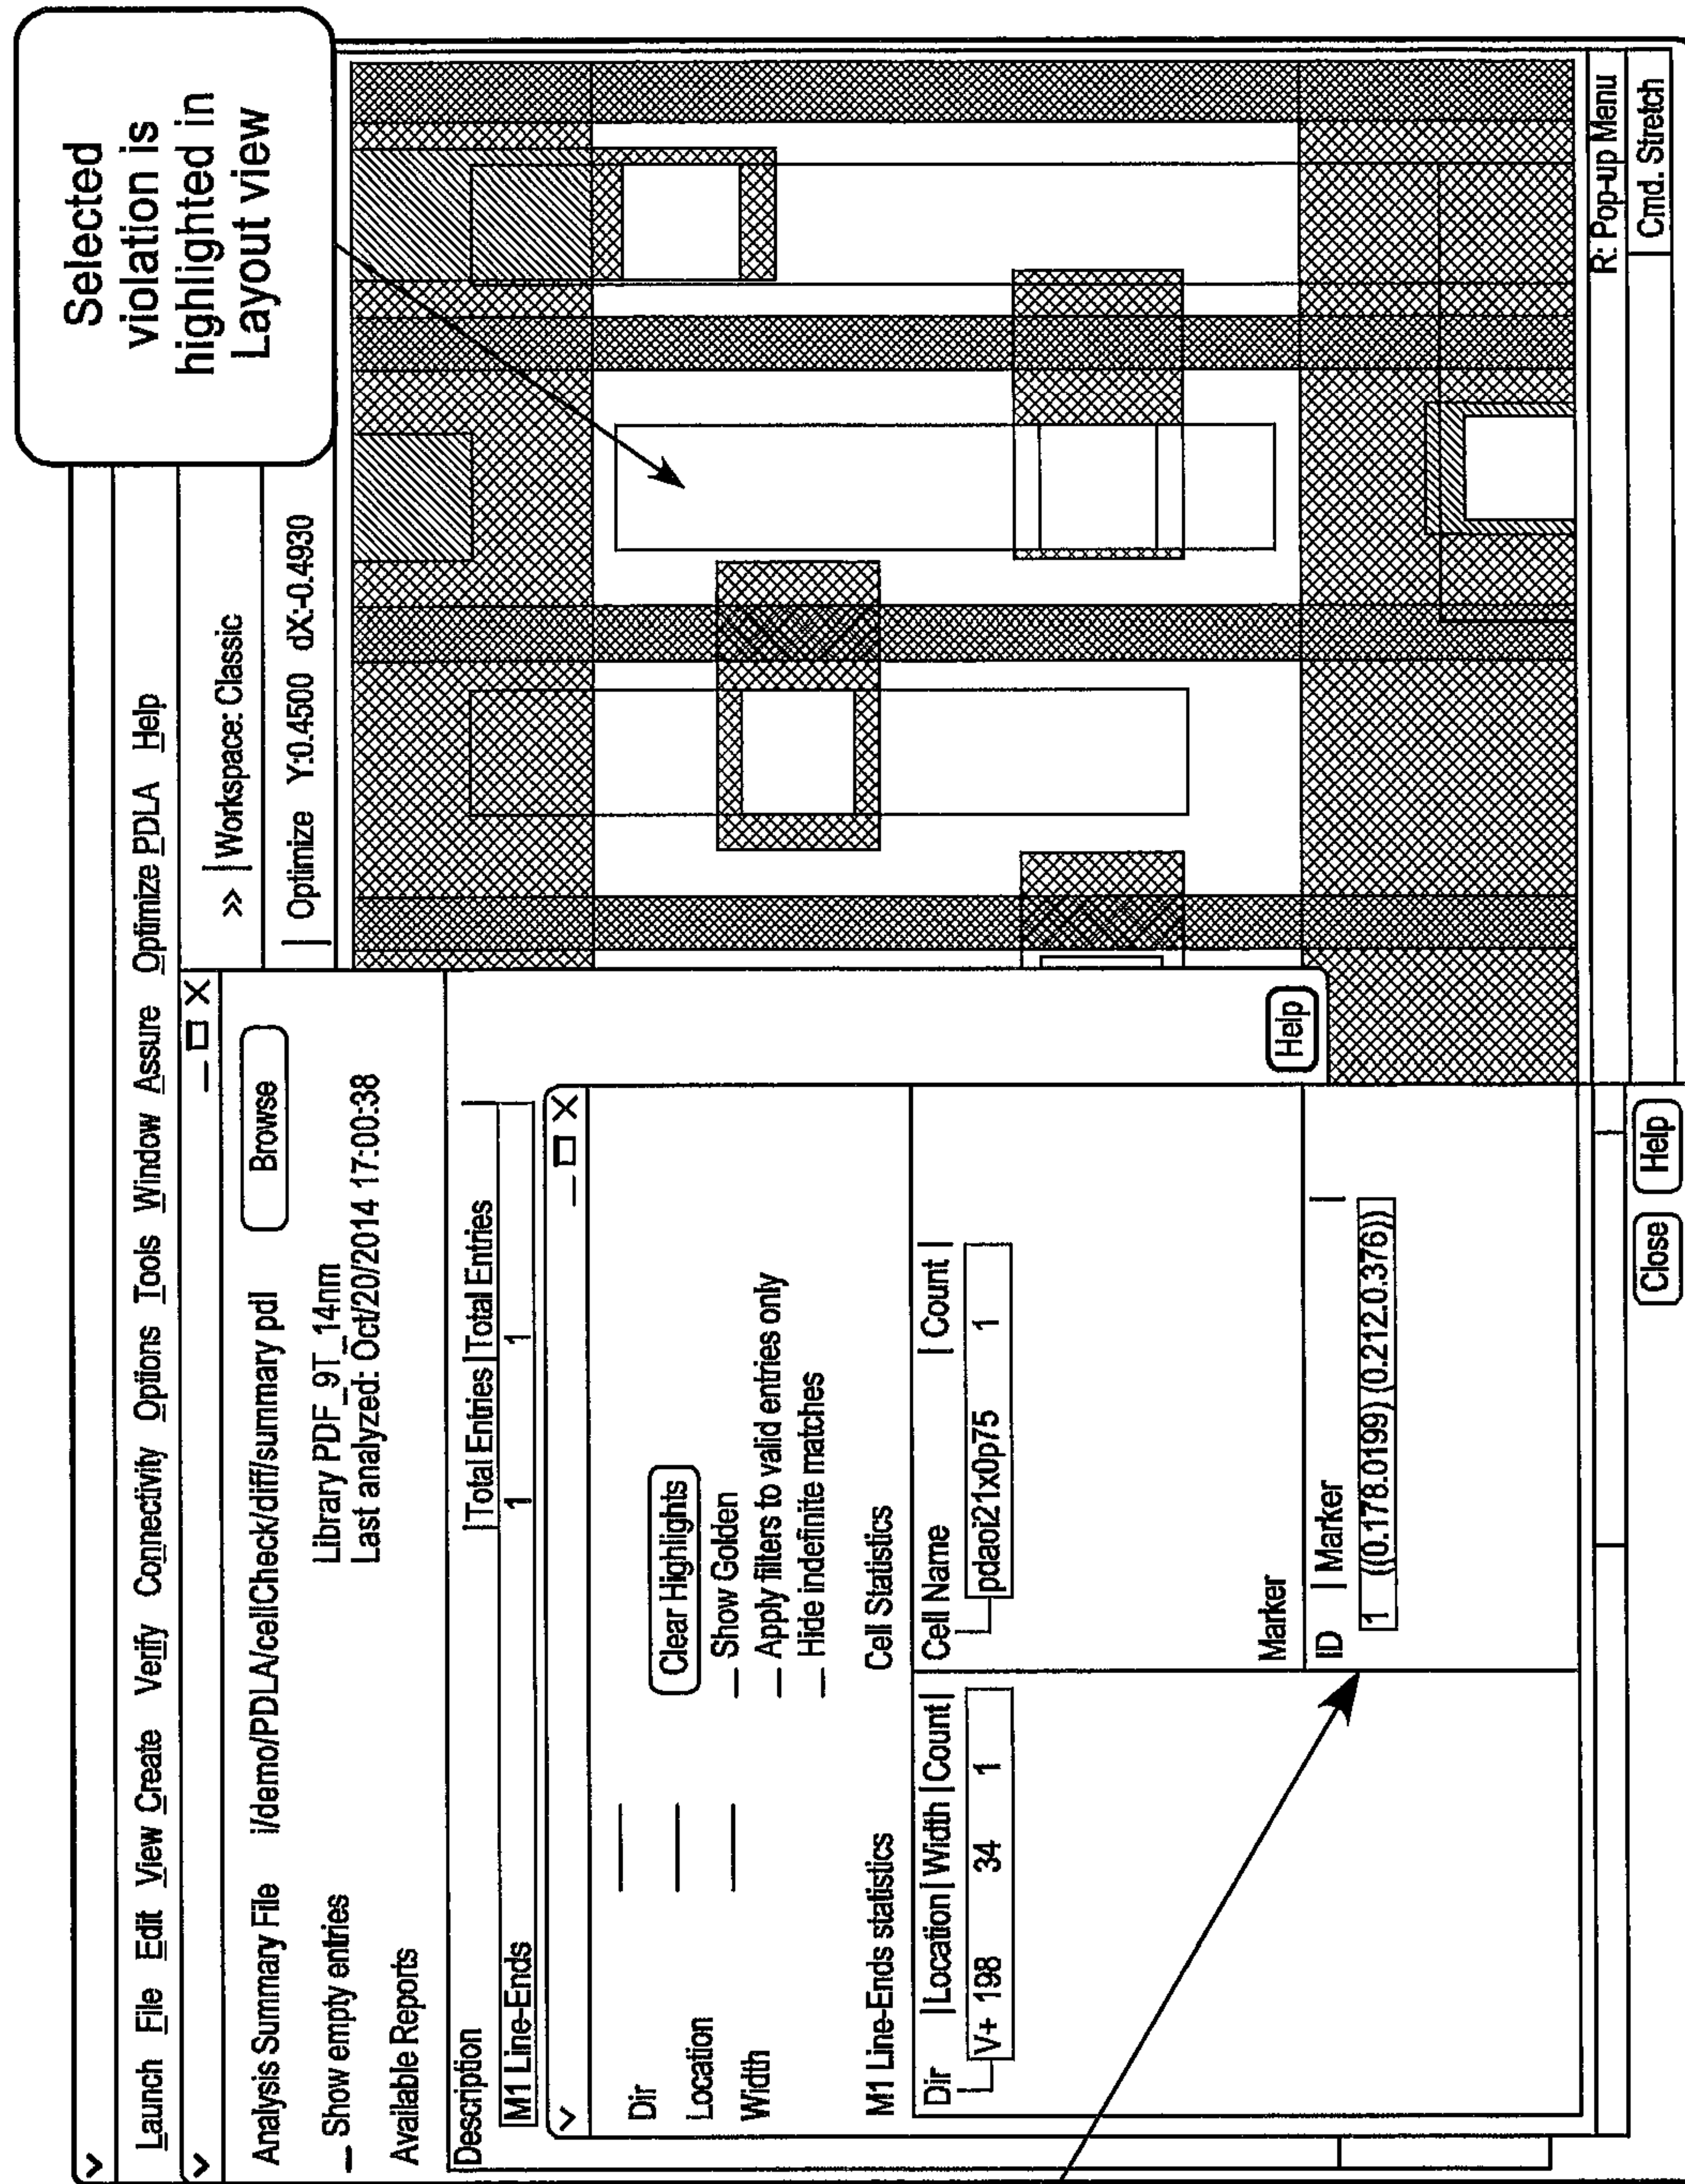 Selected
violation is
highlighted in
Layout view
Launch File Edit View Create Verify Connectivity Options Tools Window Assure Optimize PDLA Help
>> | Workspace: Classic
| Optimize Y:0.4500 dX:-0.4930
Analysis Summary File i/demo/PDLA/cellCheck/diff/summary pdl Browse
Show empty entries Library PDF_9T_14nm
Last analyzed: Oct/20/2014 17:00:38
Available Reports
Description | Total Entries | Total Entries |
M1 Line-Ends 1 1
Dir
Location
Width
Clear Highlights
Show Golden
Apply filters to valid entries only
Hide indefinite matches
M1 Line-Ends statistics
Dir | Location | Width | Count |
V+ 198 34 1
Cell Statistics
Cell Name | Count |
pdaoi21x0p75 1
Marker
ID | Marker |
1 ((0.178.0199) (0.212.0.376))
Help
Close Help
R: Pop-up Menu
Cmd. Stretch